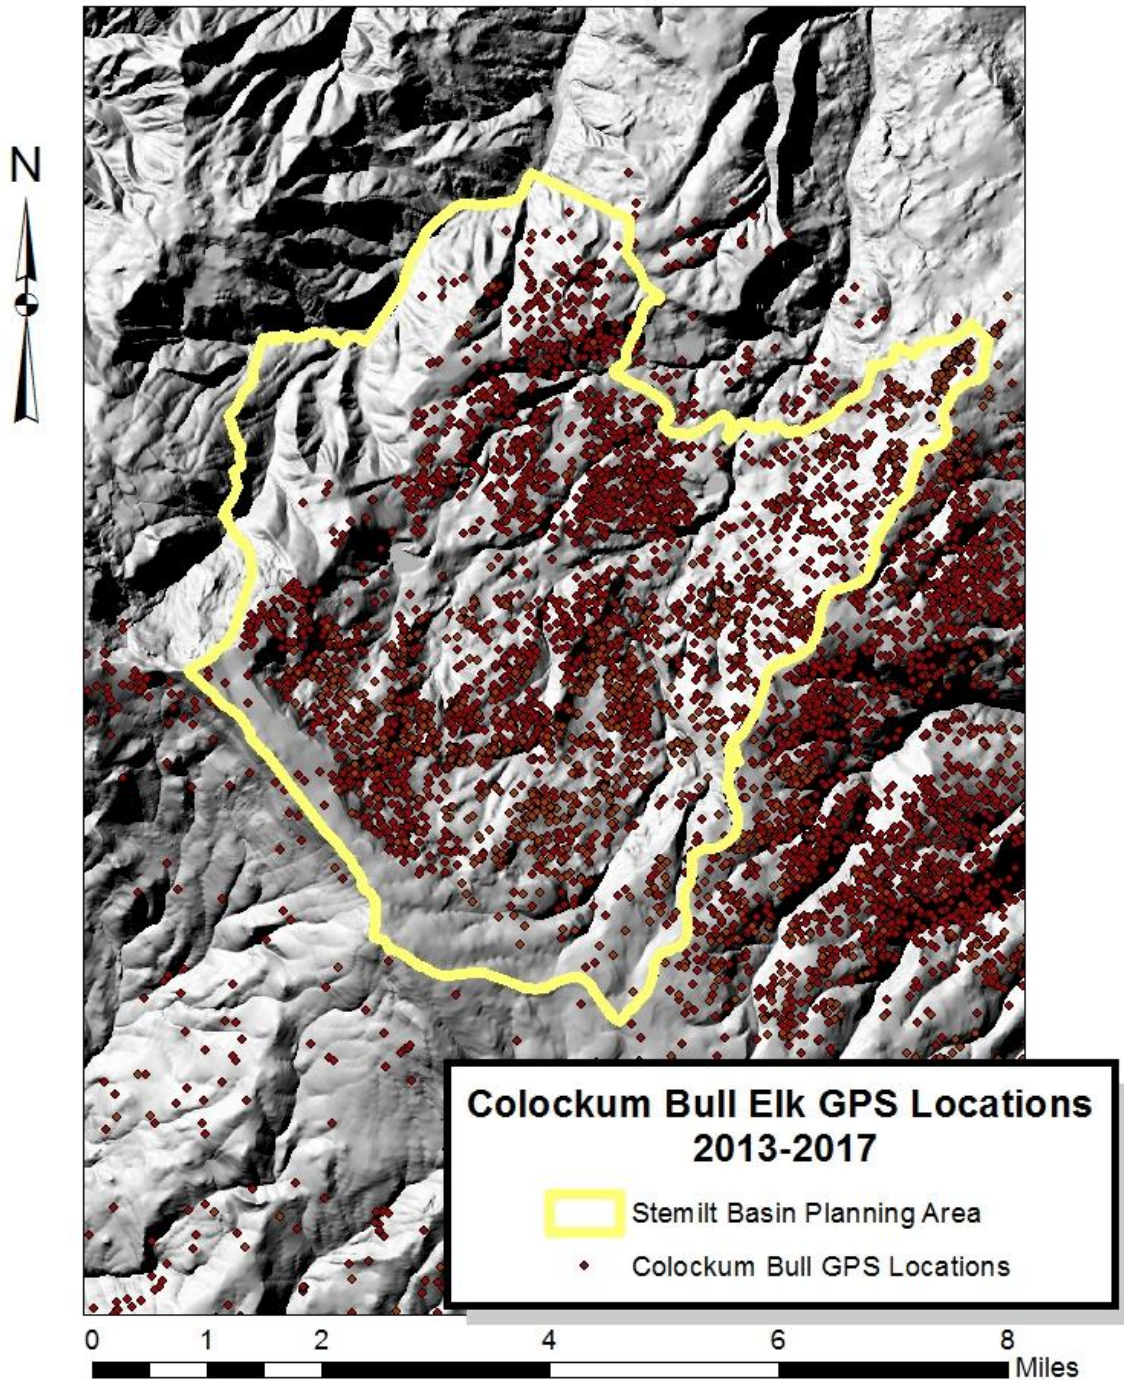 N
Colockum Bull Elk GPS Locations
2013-2017
Stemilt Basin Planning Area
Colockum Bull GPS Locations
0 1 2 4 6 8
Miles